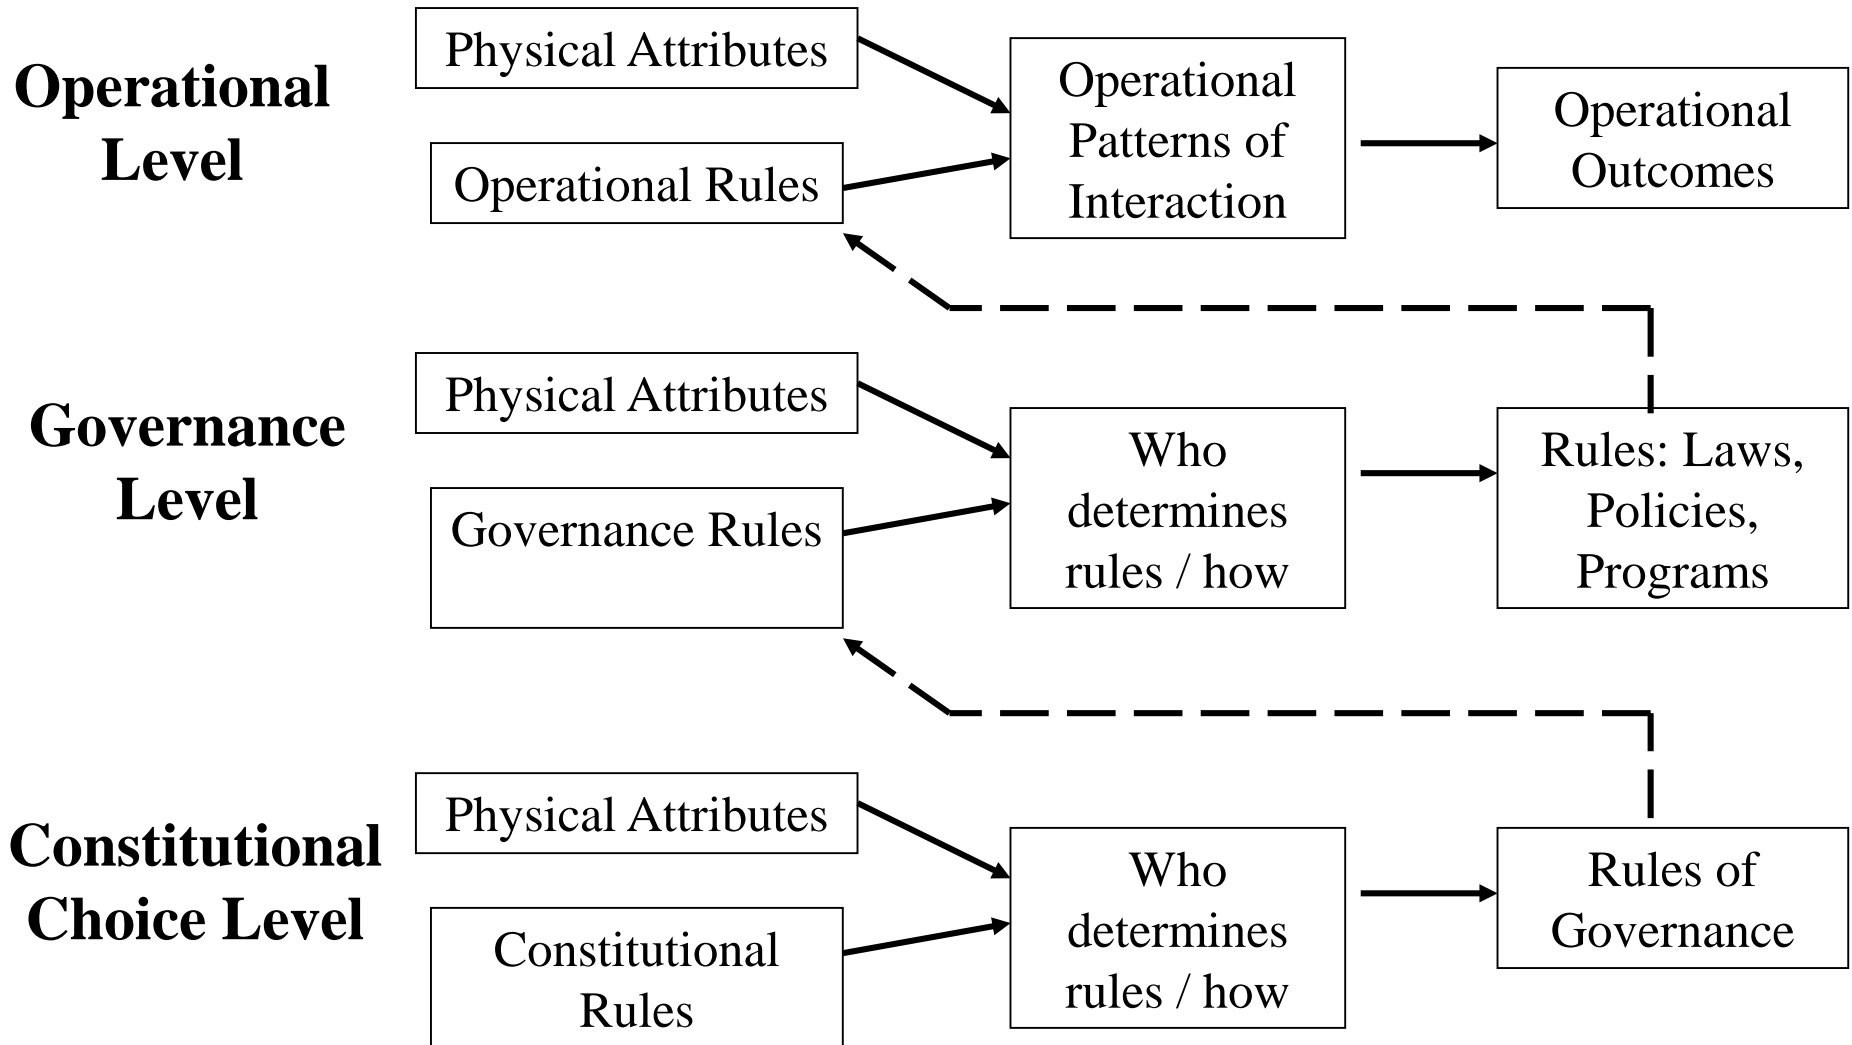 Operational
Level
Physical Attributes
Operational Rules
Operational
Patterns of
Interaction
Operational
Outcomes
Governance
Level
Physical Attributes
Governance Rules
Who
determines
rules / how
Rules: Laws,
Policies,
Programs
Constitutional
Choice Level
Physical Attributes
Constitutional
Rules
Who
determines
rules / how
Rules of
Governance